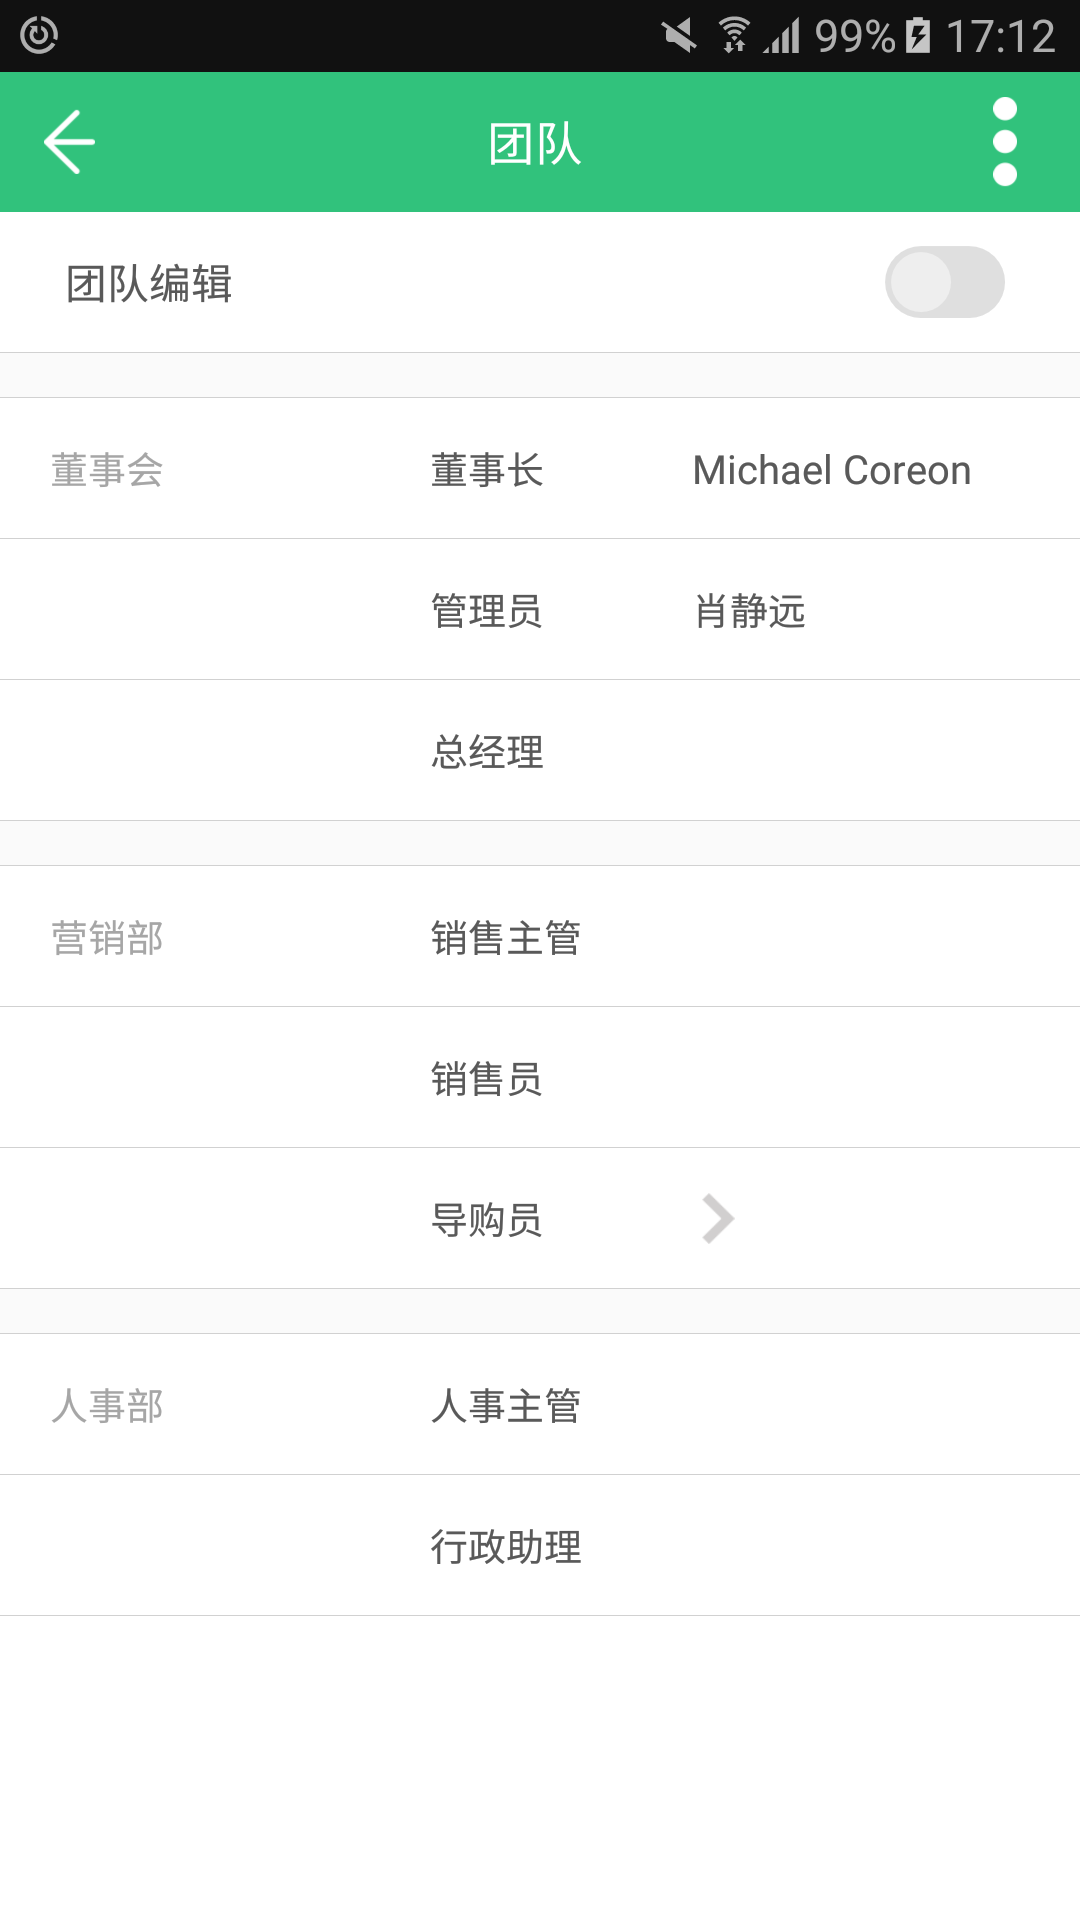 99% 17:12
团队
团队编辑
董事会 董事长 Michael Coreon
管理员 肖静远
总经理
营销部 销售主管
销售员
导购员
人事部 人事主管
行政助理